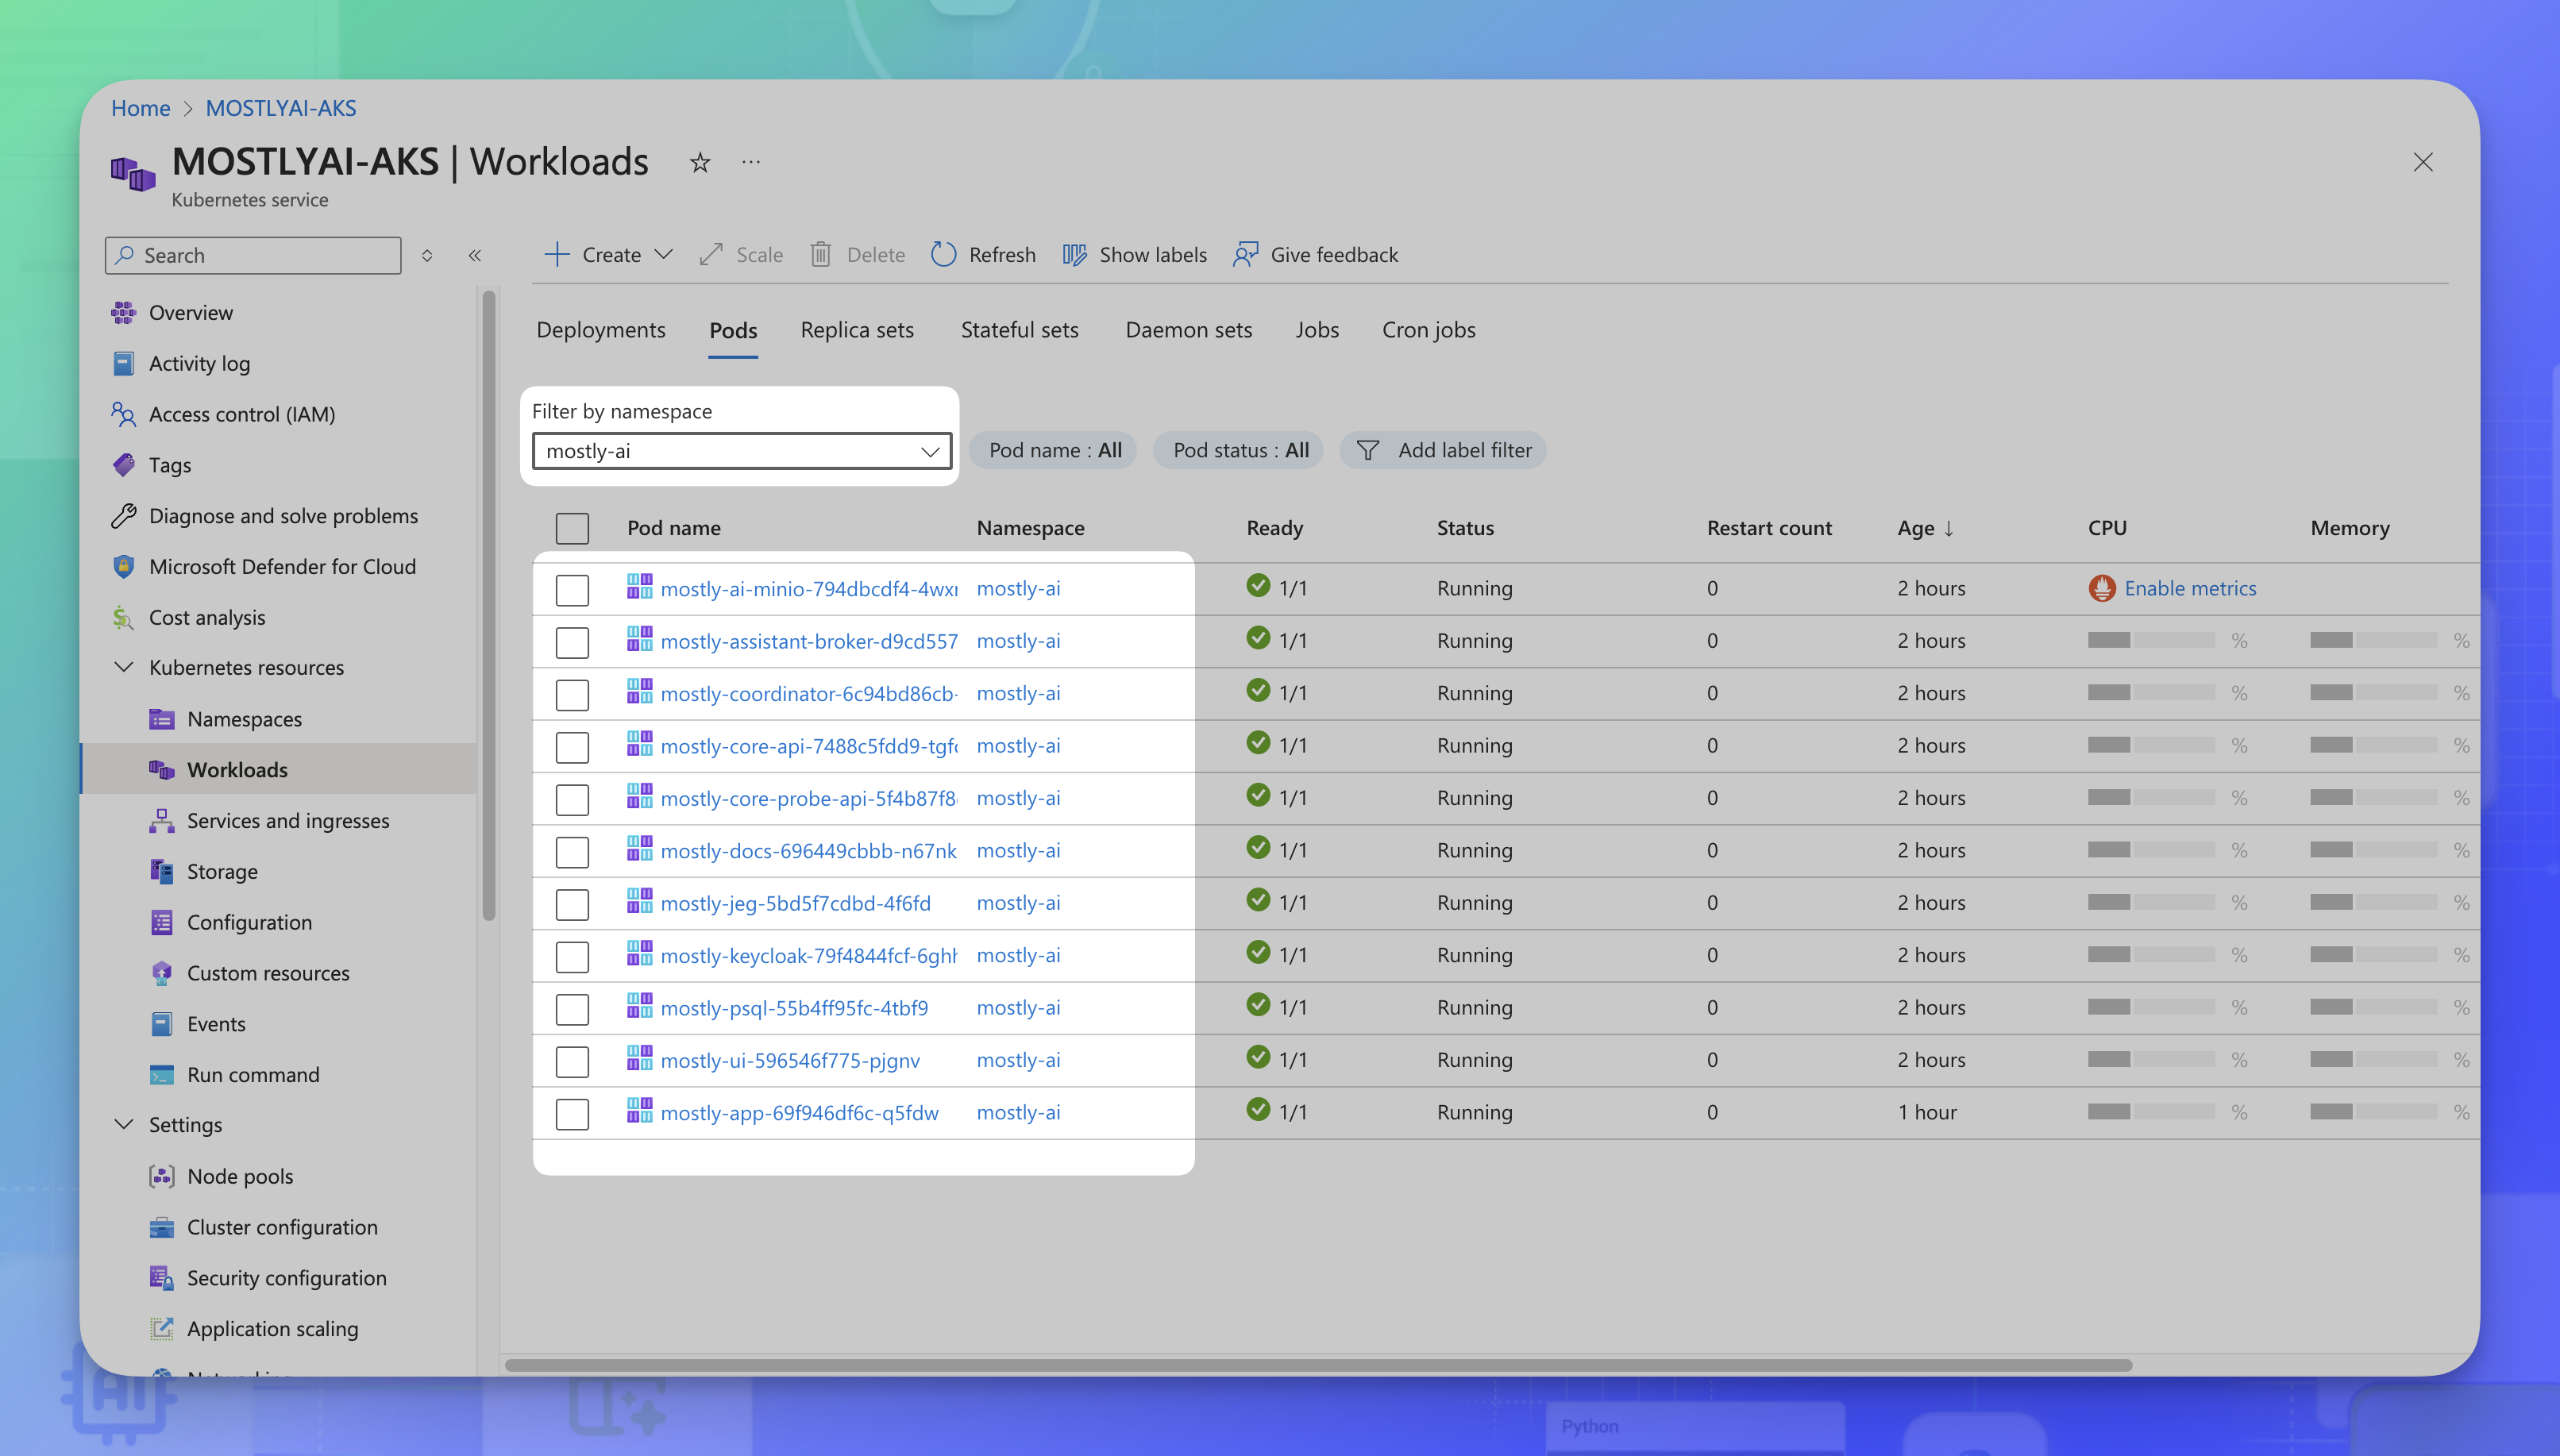 Home > MOSTLYAI-AKS
MOSTLYAI-AKS | Workloads
Kubernetes service
Search
Create
Scale
Delete
Refresh
Show labels
Give feedback
Overview
Activity log
Access control (IAM)
Tags
Diagnose and solve problems
Microsoft Defender for Cloud
Cost analysis
Kubernetes resources
Namespaces
Workloads
Services and ingresses
Storage
Configuration
Custom resources
Events
Run command
Settings
Node pools
Cluster configuration
Security configuration
Application scaling
Deployments Pods Replica sets Stateful sets Daemon sets Jobs Cron jobs
Filter by namespace
mostly-ai
Pod name : All
Pod status : All
Add label filter
Pod name Namespace Ready Status Restart count Age ↓ CPU Memory
mostly-ai-minio-794dbcdf4-4wx mostly-ai 1/1 Running 0 2 hours Enable metrics
mostly-assistant-broker-d9cd557 mostly-ai 1/1 Running 0 2 hours % %
mostly-coordinator-6c94bd86cb- mostly-ai 1/1 Running 0 2 hours % %
mostly-core-api-7488c5fdd9-tgf mostly-ai 1/1 Running 0 2 hours % %
mostly-core-probe-api-5f4b87f8 mostly-ai 1/1 Running 0 2 hours % %
mostly-docs-696449cbbb-n67nk mostly-ai 1/1 Running 0 2 hours % %
mostly-jeg-5bd5f7cdbd-4f6fd mostly-ai 1/1 Running 0 2 hours % %
mostly-keycloak-79f4844fcf-6gh mostly-ai 1/1 Running 0 2 hours % %
mostly-psql-55b4ff95fc-4tbf9 mostly-ai 1/1 Running 0 2 hours % %
mostly-ui-596546f775-pjgnv mostly-ai 1/1 Running 0 2 hours % %
mostly-app-69f946df6c-q5fdw mostly-ai 1/1 Running 0 1 hour % %
AI
Python